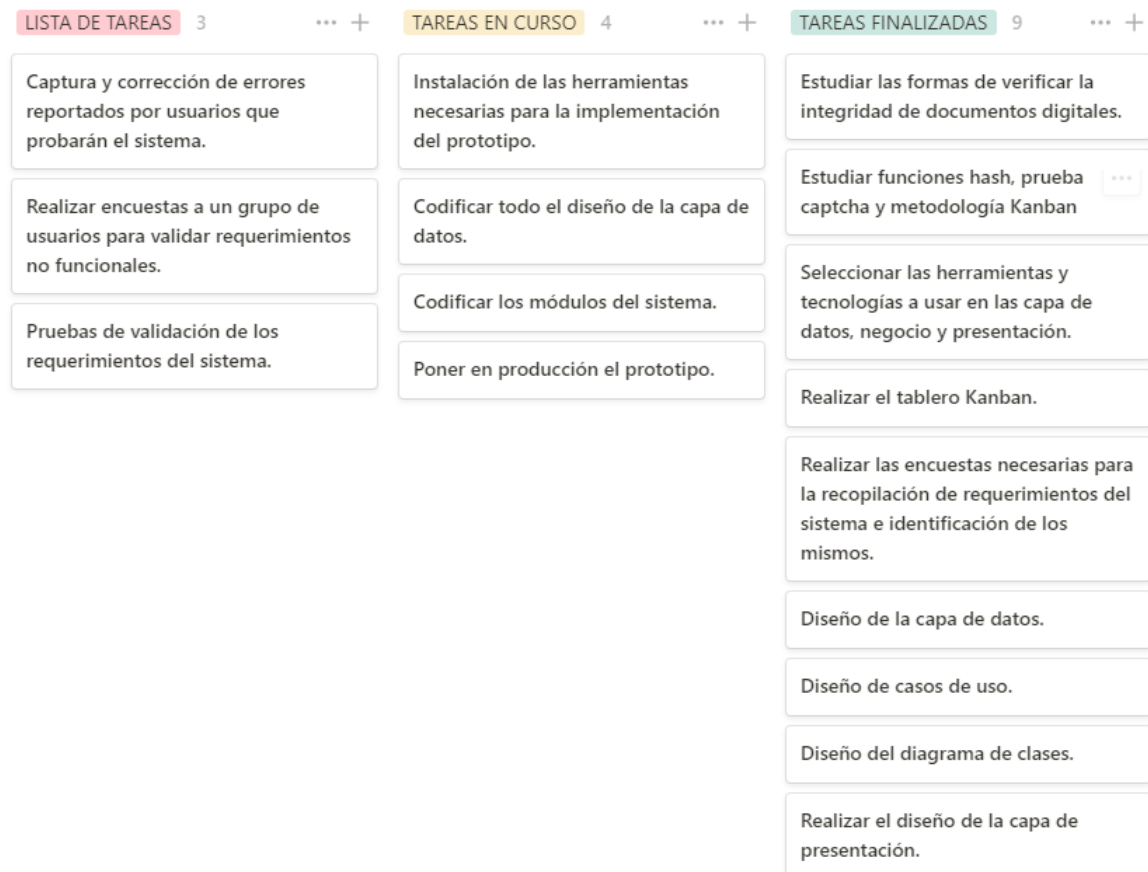 LISTA DE TAREAS 3
Captura y corrección de errores
reportados por usuarios que
probarán el sistema.
Realizar encuestas a un grupo de
usuarios para validar requerimientos
no funcionales.
Pruebas de validación de los
requerimientos del sistema.
TAREAS EN CURSO 4
Instalación de las herramientas
necesarias para la implementación
del prototipo.
Codificar todo el diseño de la capa de
datos.
Codificar los módulos del sistema.
Poner en producción el prototipo.
TAREAS FINALIZADAS 9
Estudiar las formas de verificar la
integridad de documentos digitales.
Estudiar funciones hash, prueba
captcha y metodología Kanban
Seleccionar las herramientas y
tecnologías a usar en las capa de
datos, negocio y presentación.
Realizar el tablero Kanban.
Realizar las encuestas necesarias para
la recopilación de requerimientos del
sistema e identificación de los
mismos.
Diseño de la capa de datos.
Diseño de casos de uso.
Diseño del diagrama de clases.
Realizar el diseño de la capa de
presentación.